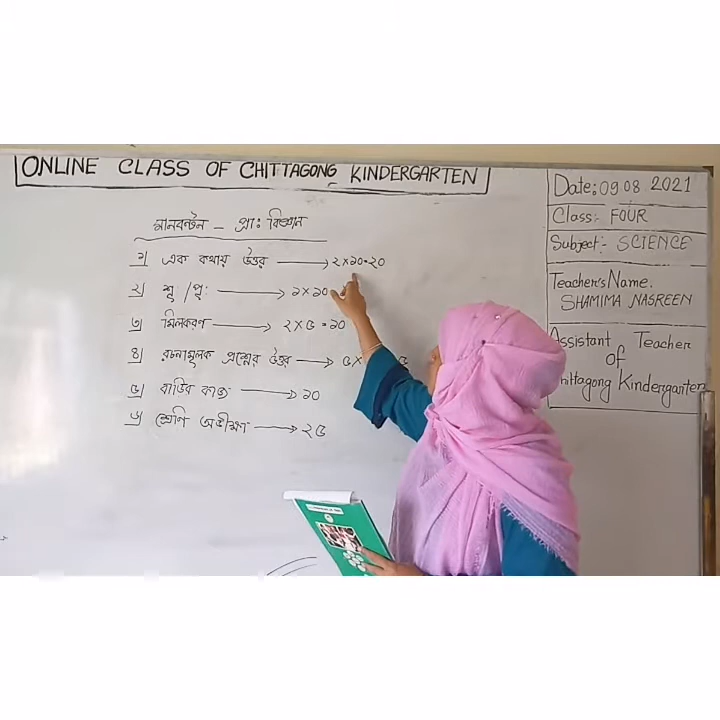 ONLINE CLASS OF CHITTAGONG KINDERGARTEN
মানবন্টন - প্রা: বিজ্ঞান
১) এক কথায় উত্তর → ২×১০=২০
২) শূ/পূ: → ১×১০
৩) মিলকরণ → ২×৫=১০
৪) রচনামূলক প্রশ্নের উত্তর → ৫×
৫) বাড়ির কাজ → ১০
৬) শ্রেণি অভীক্ষা → ২৫
Date: 09 08 2021
Class:- FOUR
Subject:- SCIENCE
Teacher's Name.
SHAMIMA NASREEN
Assistant Teacher
of
Chittagong Kindergarten